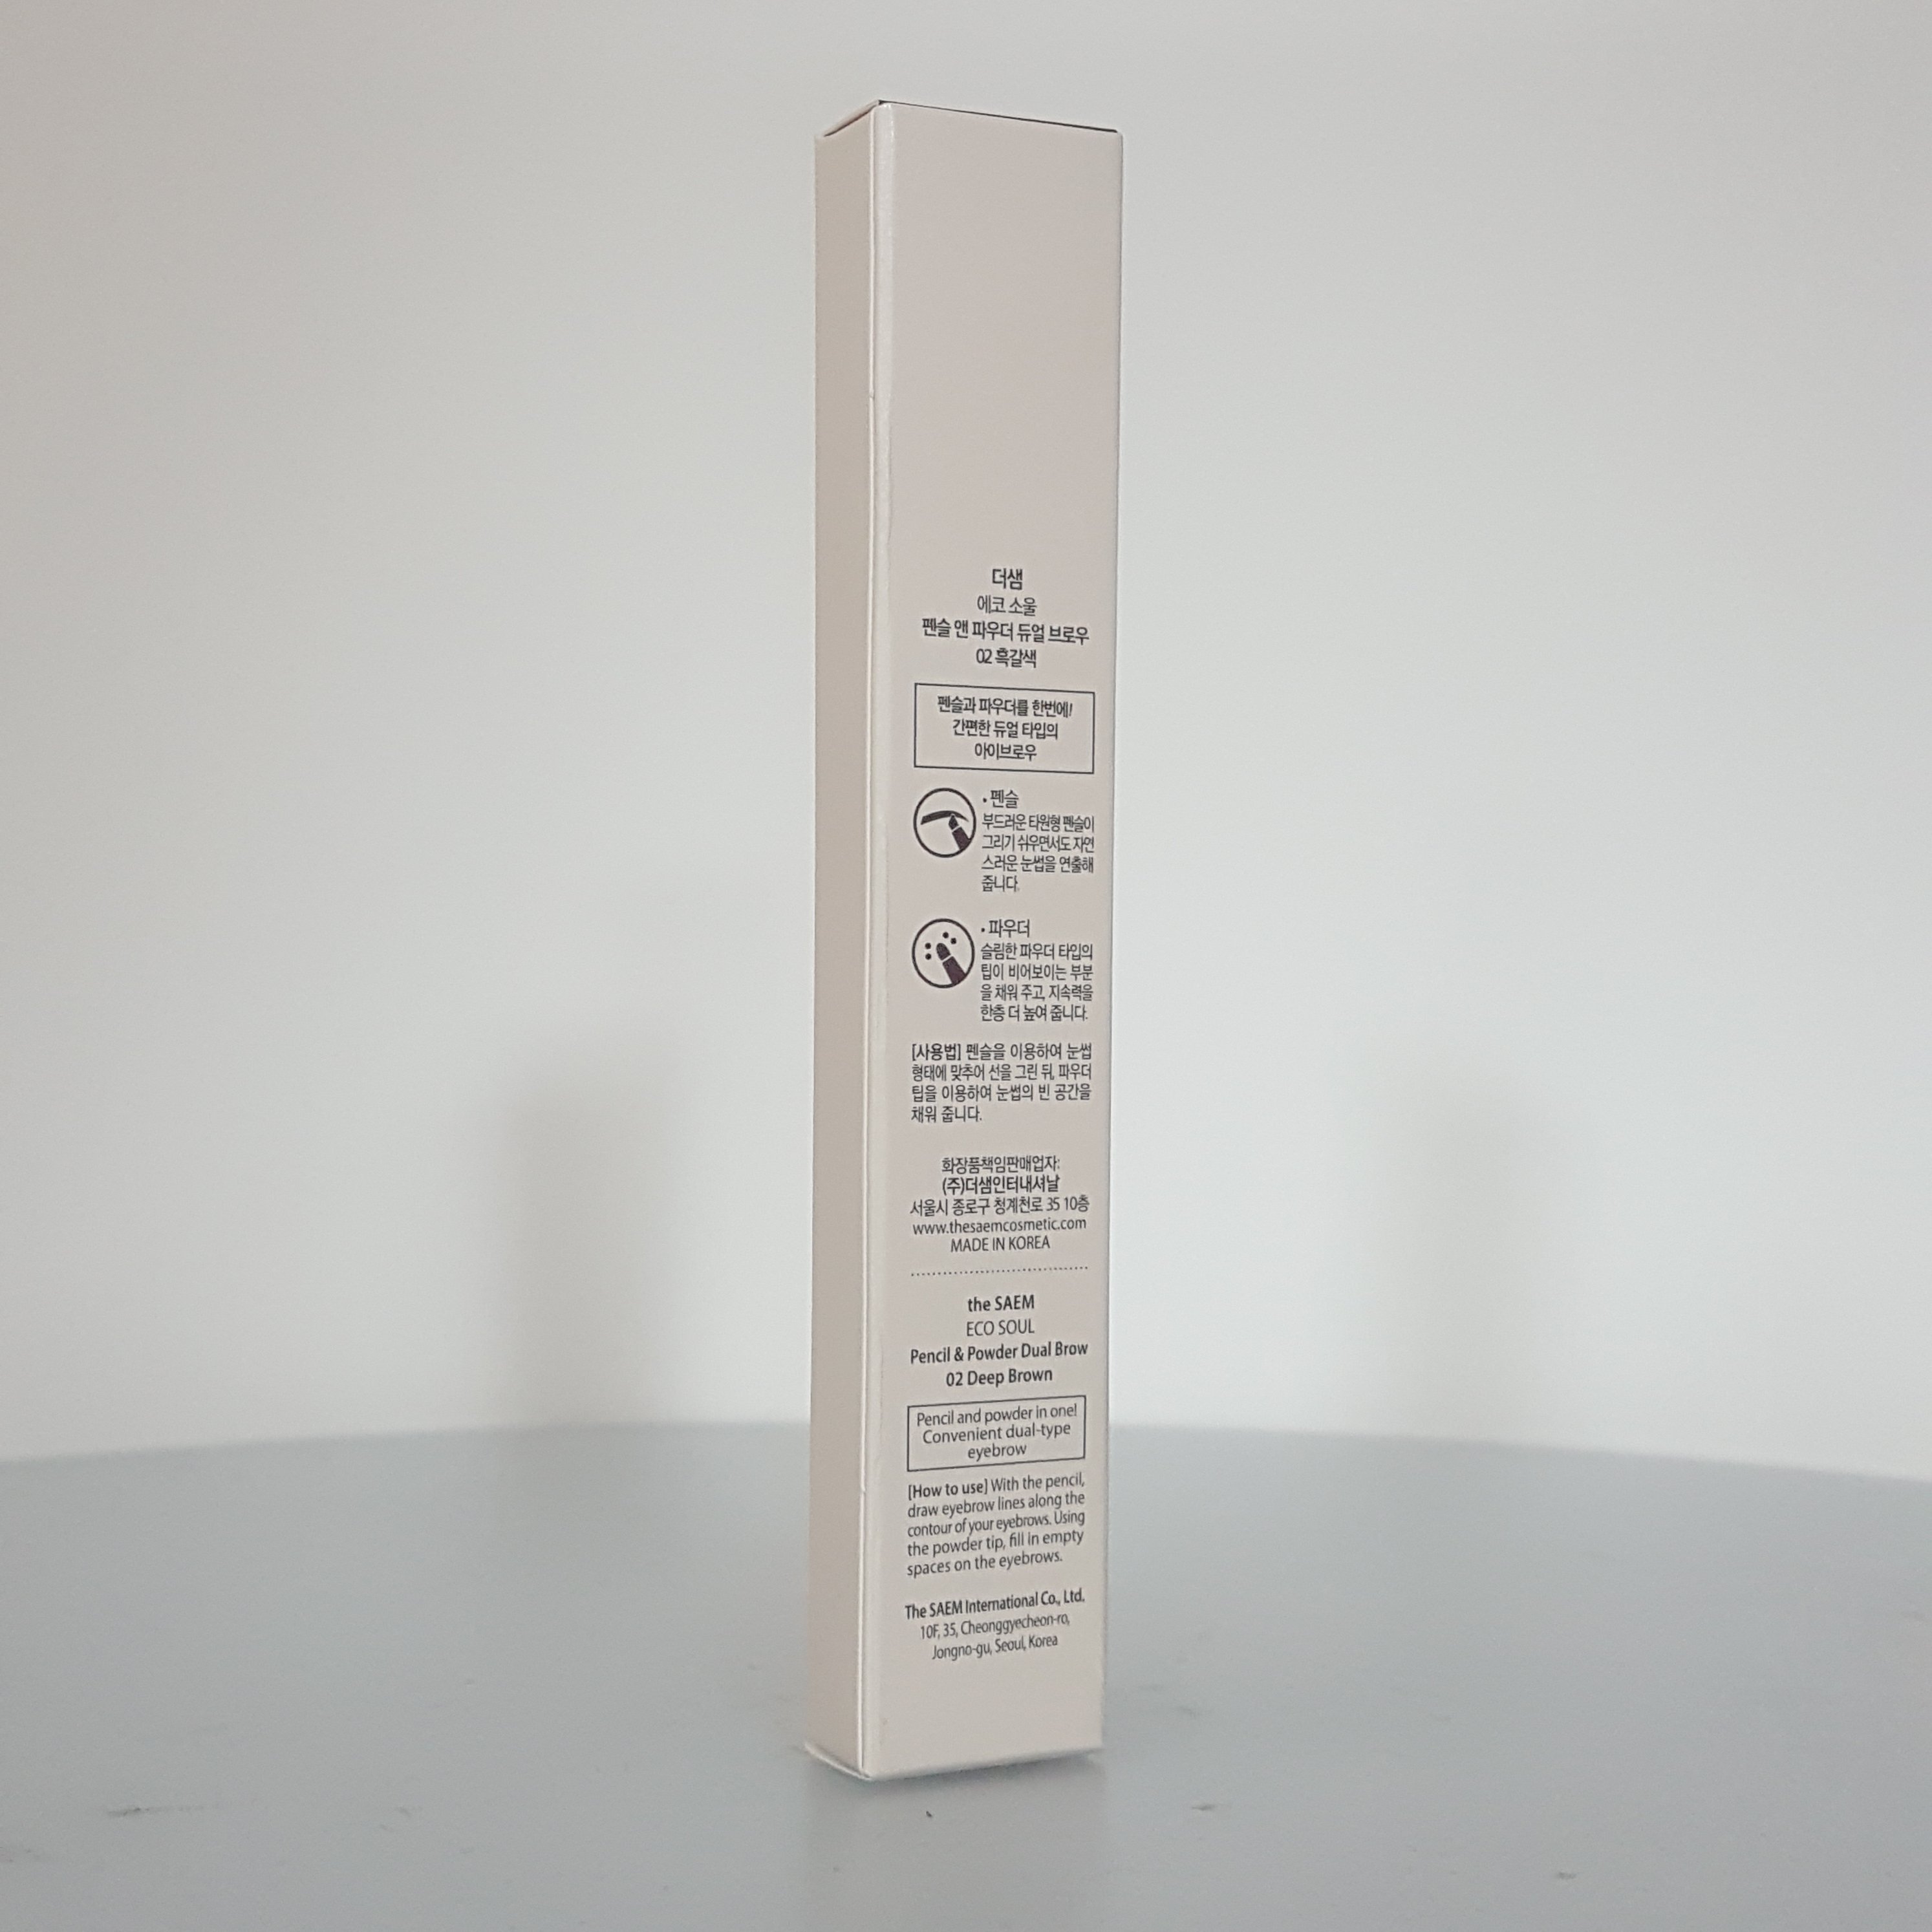 더샘
에코 소울
펜슬 앤 파우더 듀얼 브로우
02 흑갈색
펜슬과 파우더를 한번에!
간편한 듀얼 타입의
아이브로우
• 펜슬
부드러운 타원형 펜슬이
그리기 쉬우면서도 자연
스러운 눈썹을 연출해
줍니다.
• 파우더
슬림한 파우더 타입의
팁이 비어보이는 부분
을 채워 주고, 지속력을
한층 더 높여 줍니다.
[사용법] 펜슬을 이용하여 눈썹
형태에 맞추어 선을 그린 뒤, 파우더
팁을 이용하여 눈썹의 빈 공간을
채워 줍니다.
화장품책임판매업자:
(주)더샘인터내셔날
서울시 종로구 청계천로 35 10층
www.thesaemcosmetic.com
MADE IN KOREA
the SAEM
ECO SOUL
Pencil & Powder Dual Brow
02 Deep Brown
Pencil and powder in one!
Convenient dual-type
eyebrow
[How to use] With the pencil,
draw eyebrow lines along the
contour of your eyebrows. Using
the powder tip, fill in empty
spaces on the eyebrows.
The SAEM International Co., Ltd.
10F, 35, Cheonggyecheon-ro,
Jongno-gu, Seoul, Korea